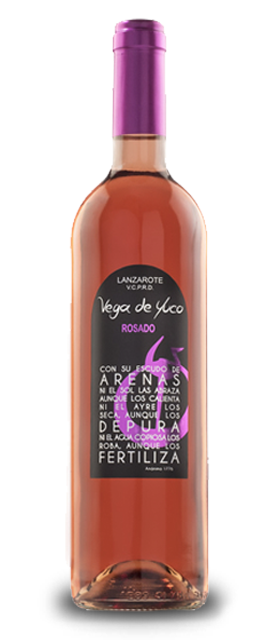 LANZAROTE
V.C.P.R.D.
Vega de Yuco
ROSADO
CON SU ESCUDO DE
ARENAS
NI EL SOL LAS ABRAZA
AUNQUE LOS CALIENTA
NI EL AYRE LOS
SECA, AUNQUE LOS
DEPURA
NI EL AGUA COPIOSA LOS
ROBA, AUNQUE LOS
FERTILIZA